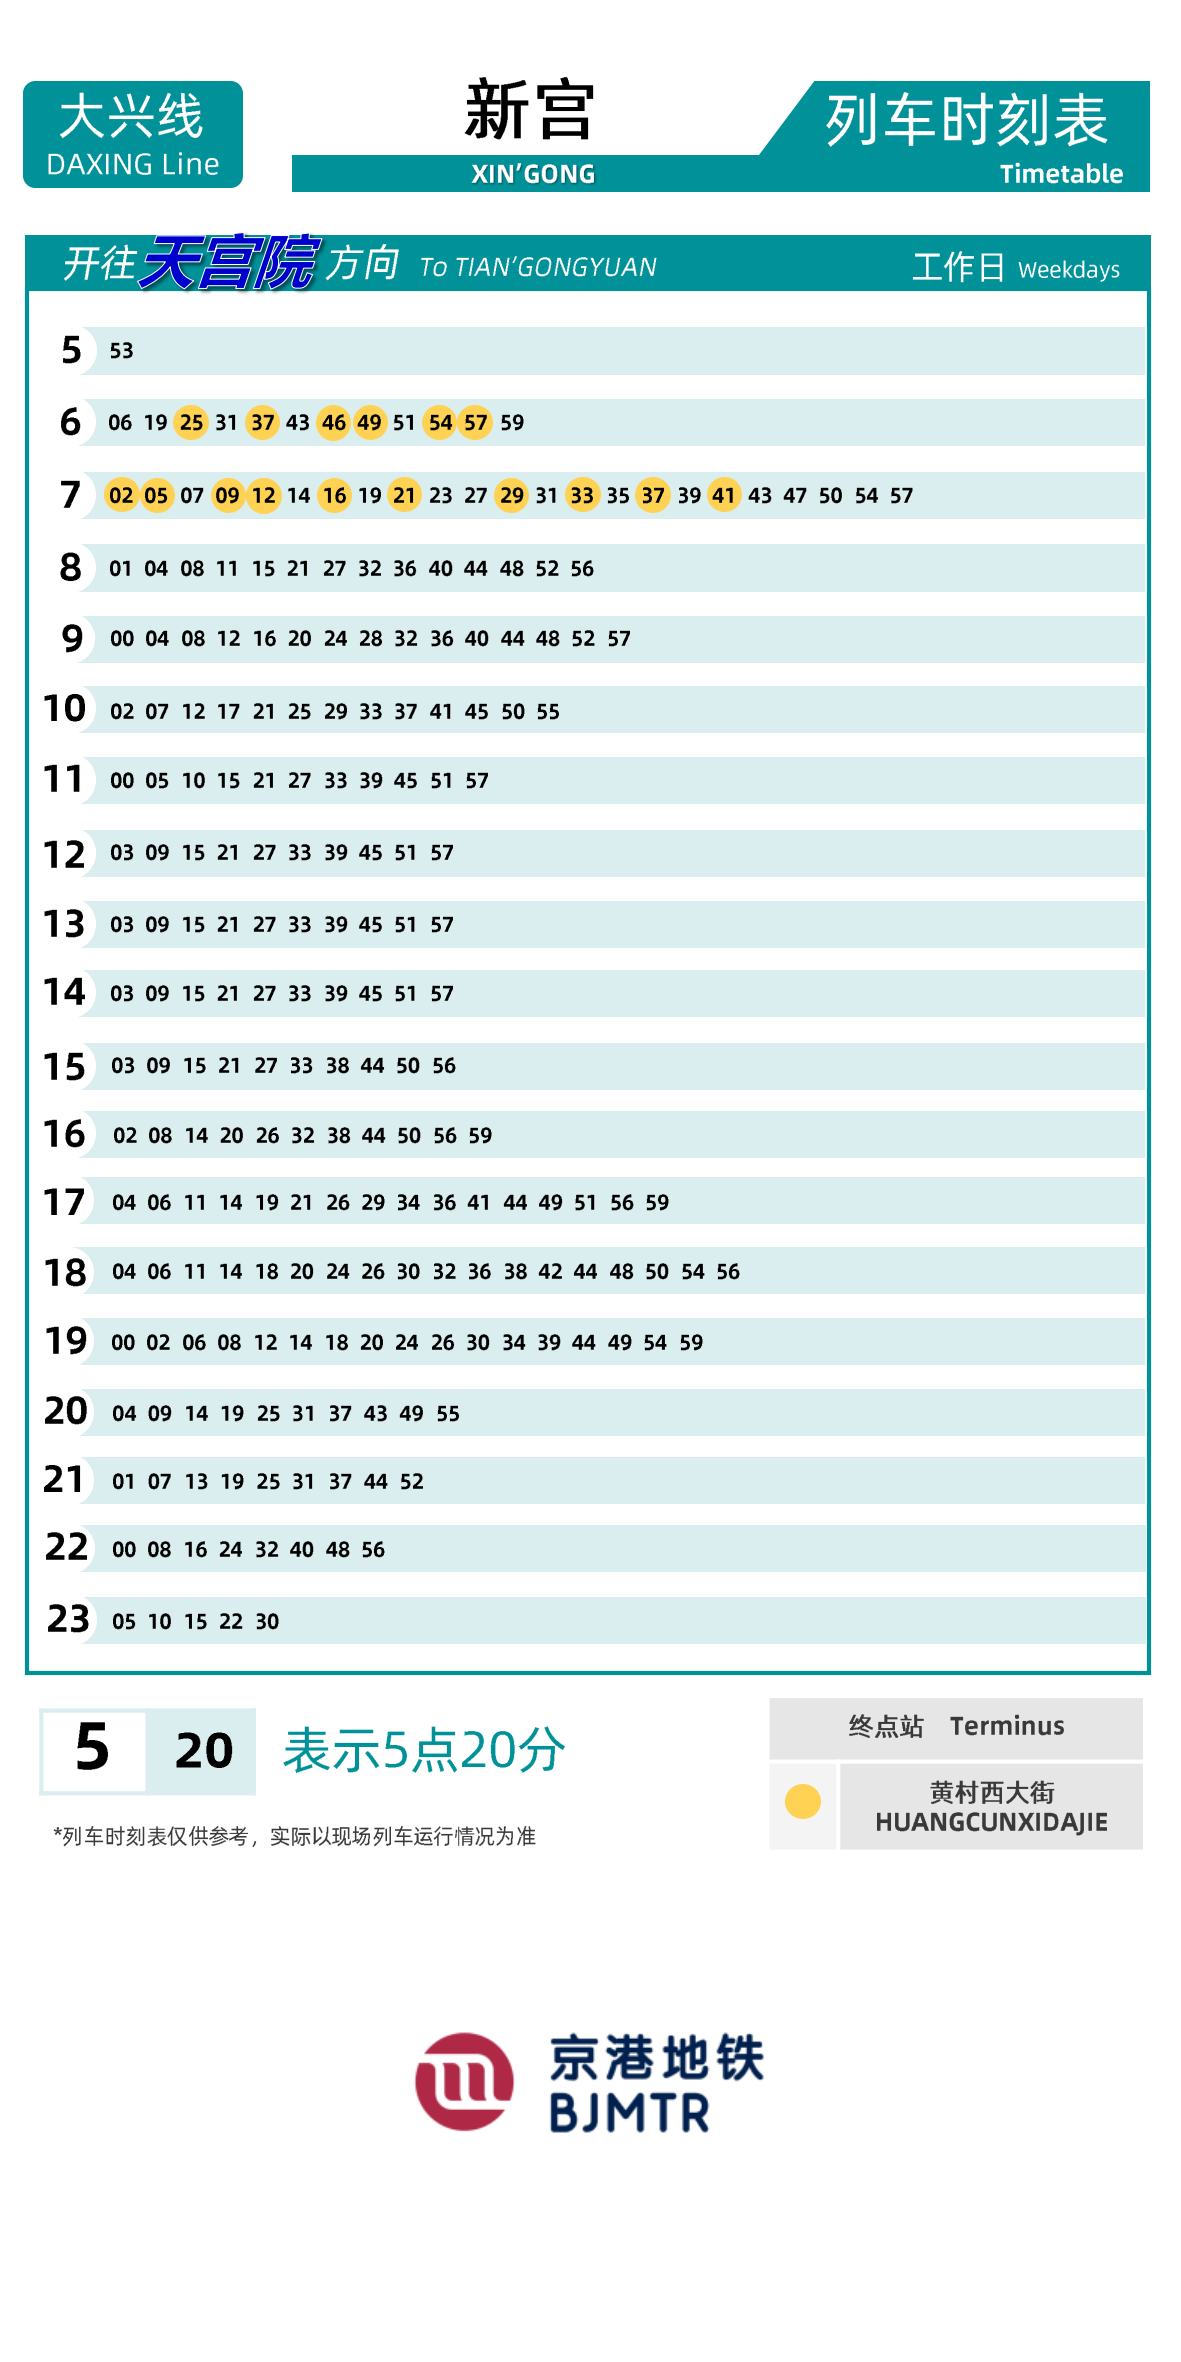 大兴线
DAXING Line
新宫
XIN'GONG
列车时刻表
Timetable
开往天宫院方向 To TIAN'GONGYUAN 工作日 Weekdays
5 53
6 06 19 25 31 37 43 46 49 51 54 57 59
7 02 05 07 09 12 14 16 19 21 23 27 29 31 33 35 37 39 41 43 47 50 54 57
8 01 04 08 11 15 21 27 32 36 40 44 48 52 56
9 00 04 08 12 16 20 24 28 32 36 40 44 48 52 57
10 02 07 12 17 21 25 29 33 37 41 45 50 55
11 00 05 10 15 21 27 33 39 45 51 57
12 03 09 15 21 27 33 39 45 51 57
13 03 09 15 21 27 33 39 45 51 57
14 03 09 15 21 27 33 39 45 51 57
15 03 09 15 21 27 33 38 44 50 56
16 02 08 14 20 26 32 38 44 50 56 59
17 04 06 11 14 19 21 26 29 34 36 41 44 49 51 56 59
18 04 06 11 14 18 20 24 26 30 32 36 38 42 44 48 50 54 56
19 00 02 06 08 12 14 18 20 24 26 30 34 39 44 49 54 59
20 04 09 14 19 25 31 37 43 49 55
21 01 07 13 19 25 31 37 44 52
22 00 08 16 24 32 40 48 56
23 05 10 15 22 30
5 20 表示5点20分
*列车时刻表仅供参考，实际以现场列车运行情况为准
终点站 Terminus
黄村西大街
HUANGCUNXIDAJIE
京港地铁
BJMTR